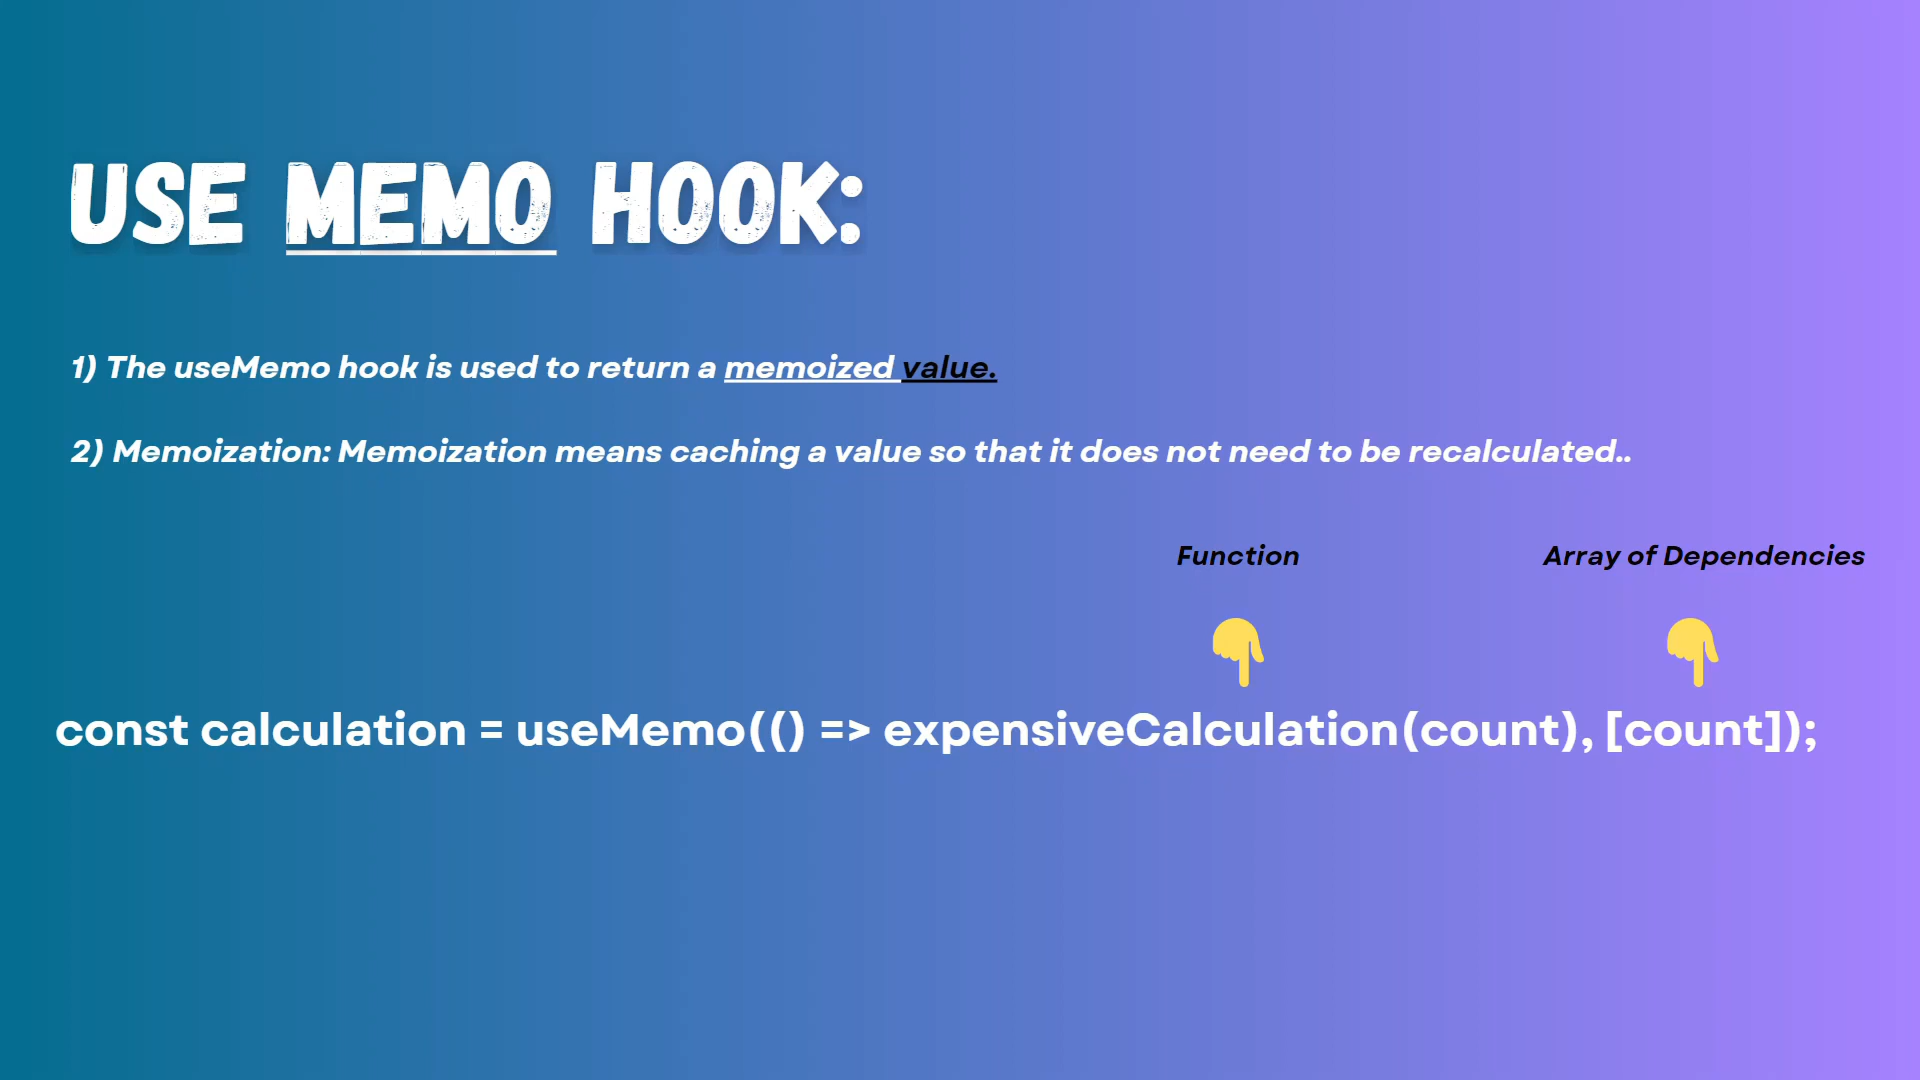 USE MEMO HOOK:
1) The useMemo hook is used to return a memoized value.
2) Memoization: Memoization means caching a value so that it does not need to be recalculated..
Function Array of Dependencies
const calculation = useMemo(() => expensiveCalculation(count), [count]);